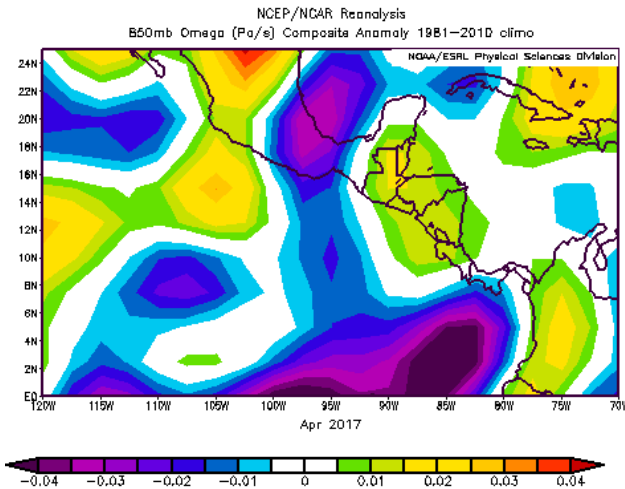 NCEP/NCAR Reanalysis
850mb Omega (Pa/s) Composite Anomaly 1981-2010 climo
NOAA/ESRL Physical Sciences Division
24N
22N
20N
18N
16N
14N
12N
10N
8N
6N
4N
2N
EQ
120W 115W 110W 105W 100W 95W 90W 85W 80W 75W 70W
Apr 2017
-0.04 -0.03 -0.02 -0.01 0 0.01 0.02 0.03 0.04